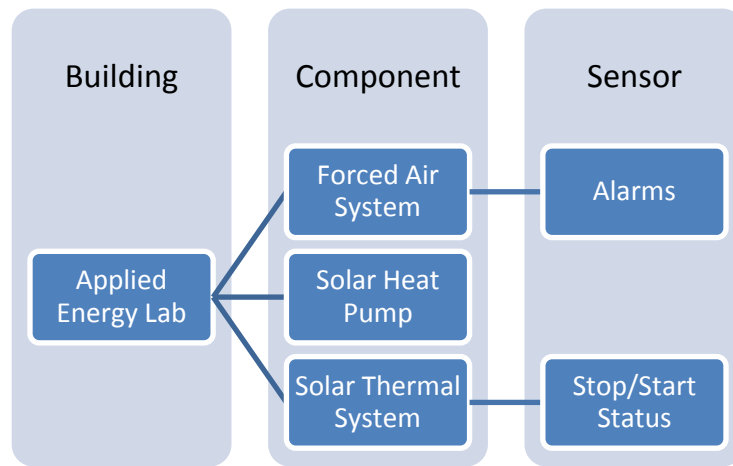 Building
Component
Sensor
Forced Air
System
Alarms
Applied
Energy Lab
Solar Heat
Pump
Solar Thermal
System
Stop/Start
Status